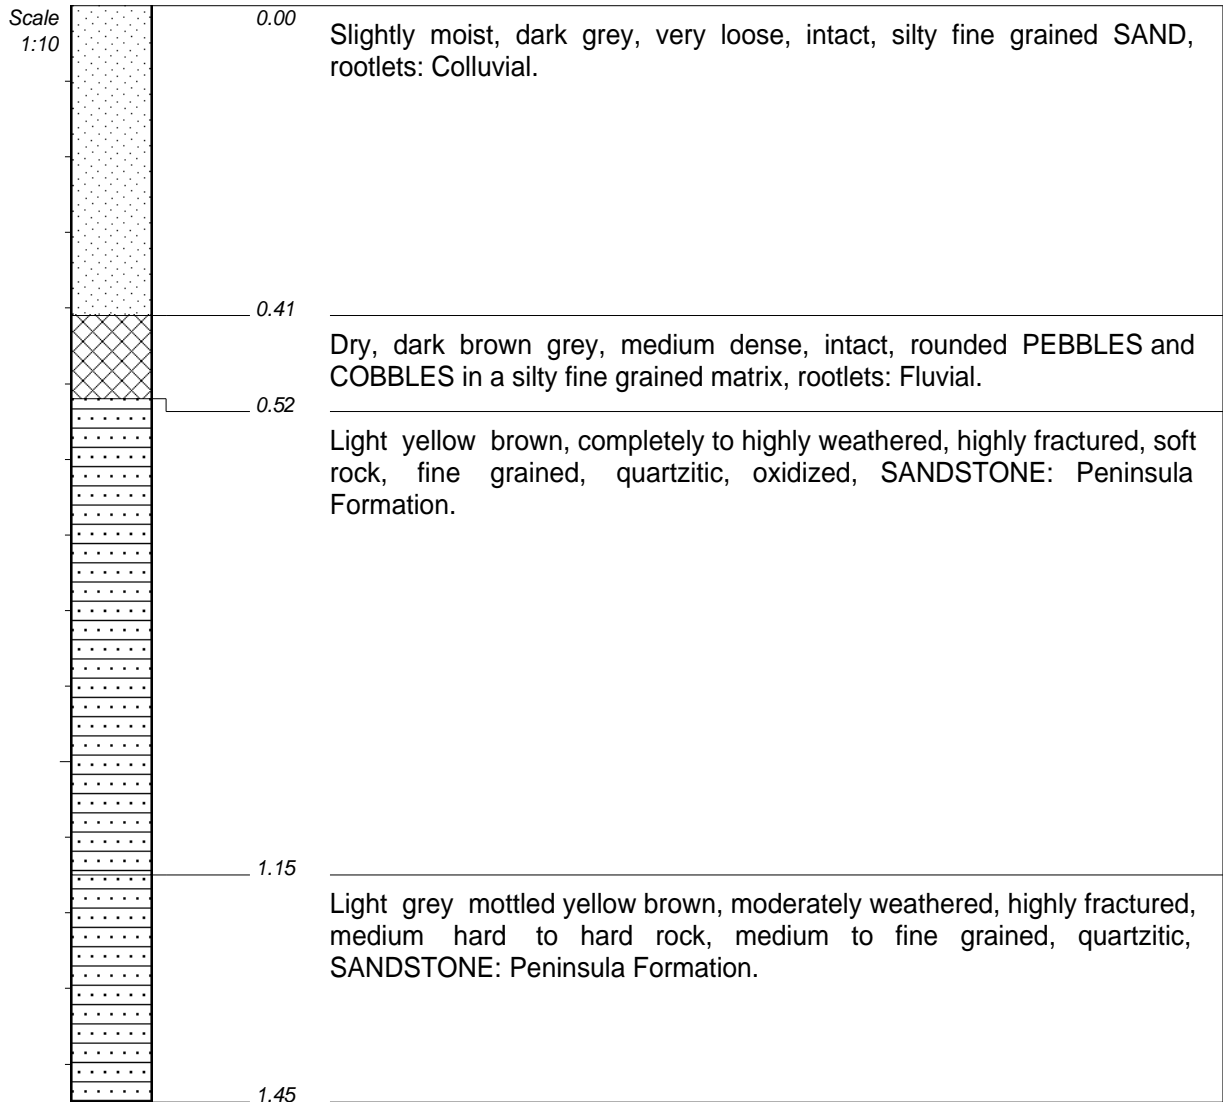 Scale
1:10
0.00
Slightly moist, dark grey, very loose, intact, silty fine grained SAND,
rootlets: Colluvial.
0.41
Dry, dark brown grey, medium dense, intact, rounded PEBBLES and
COBBLES in a silty fine grained matrix, rootlets: Fluvial.
0.52
Light yellow brown, completely to highly weathered, highly fractured, soft
rock, fine grained, quartzitic, oxidized, SANDSTONE: Peninsula
Formation.
1.15
Light grey mottled yellow brown, moderately weathered, highly fractured,
medium hard to hard rock, medium to fine grained, quartzitic,
SANDSTONE: Peninsula Formation.
1.45